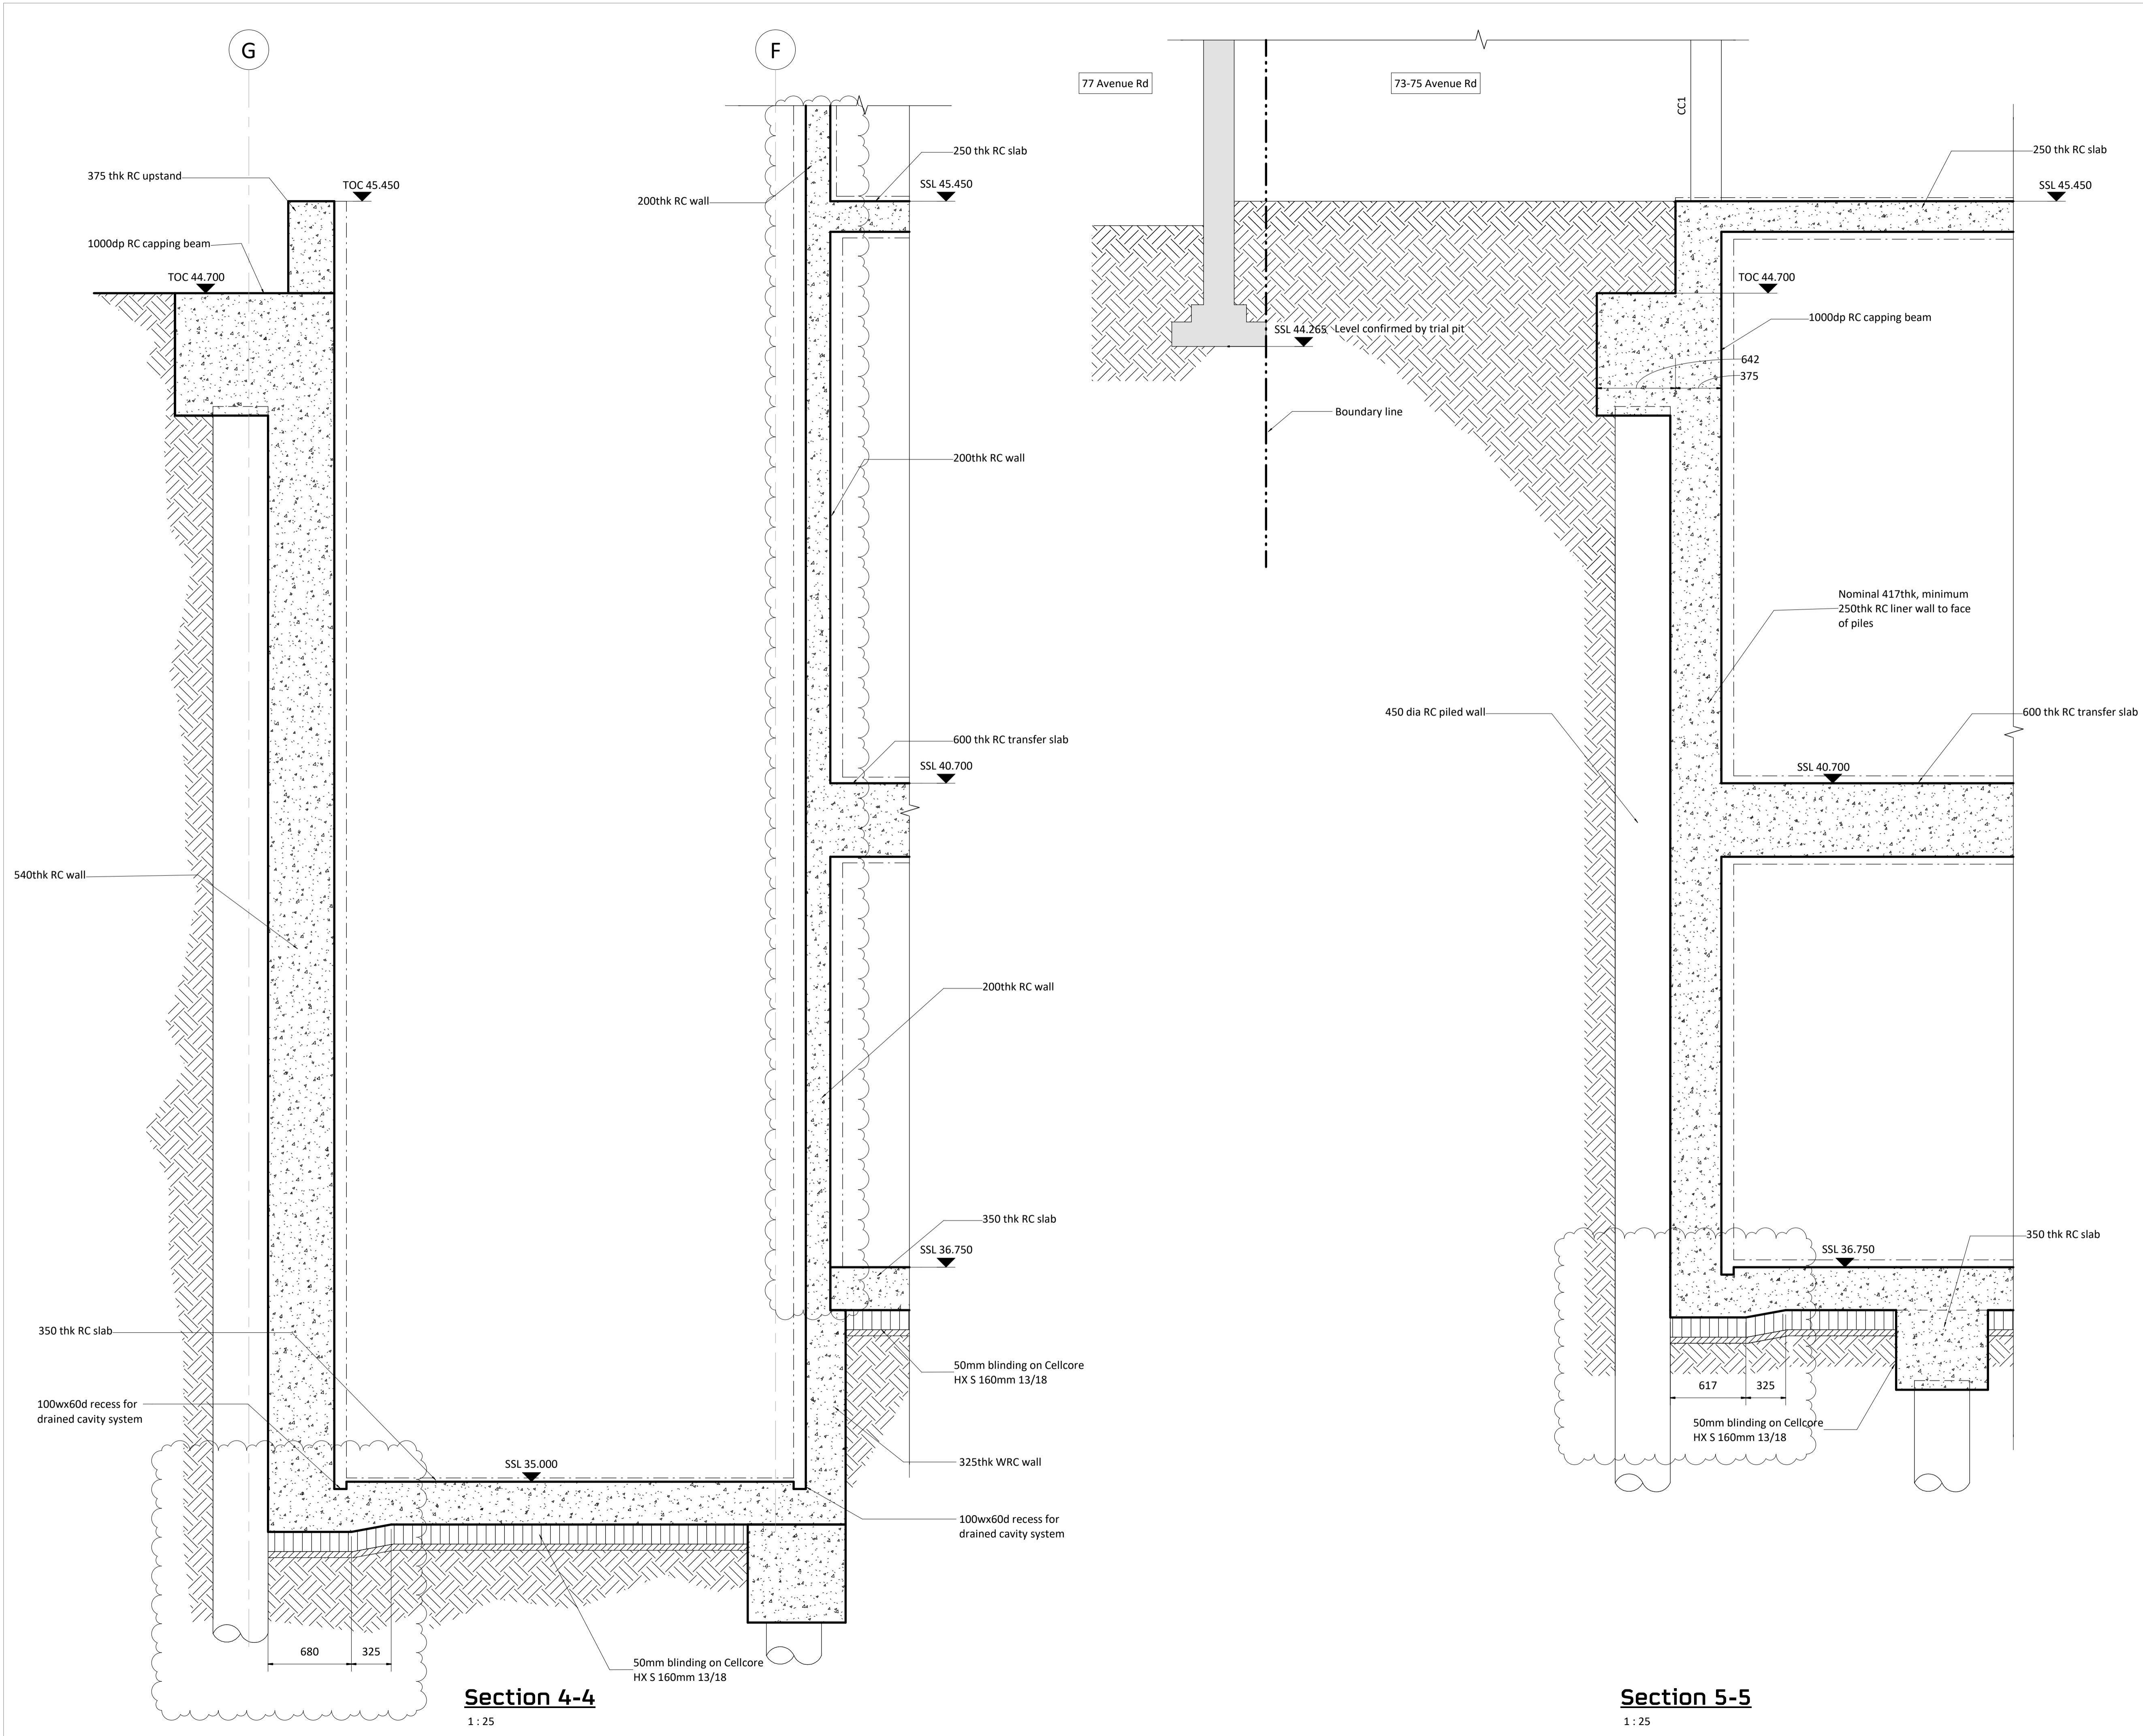 G
F
375 thk RC upstand
TOC 45.450
1000dp RC capping beam
TOC 44.700
200thk RC wall
250 thk RC slab
SSL 45.450
200thk RC wall
600 thk RC transfer slab
SSL 40.700
540thk RC wall
200thk RC wall
350 thk RC slab
SSL 36.750
350 thk RC slab
50mm blinding on Cellcore
HX S 160mm 13/18
100wx60d recess for
drained cavity system
SSL 35.000
325thk WRC wall
100wx60d recess for
drained cavity system
680
325
50mm blinding on Cellcore
HX S 160mm 13/18
Section 4-4
1 : 25
77 Avenue Rd
73-75 Avenue Rd
CC1
250 thk RC slab
SSL 45.450
TOC 44.700
SSL 44.265
Level confirmed by trial pit
1000dp RC capping beam
642
375
Boundary line
Nominal 417thk, minimum
250thk RC liner wall to face
of piles
450 dia RC piled wall
600 thk RC transfer slab
SSL 40.700
350 thk RC slab
SSL 36.750
617
325
50mm blinding on Cellcore
HX S 160mm 13/18
Section 5-5
1 : 25